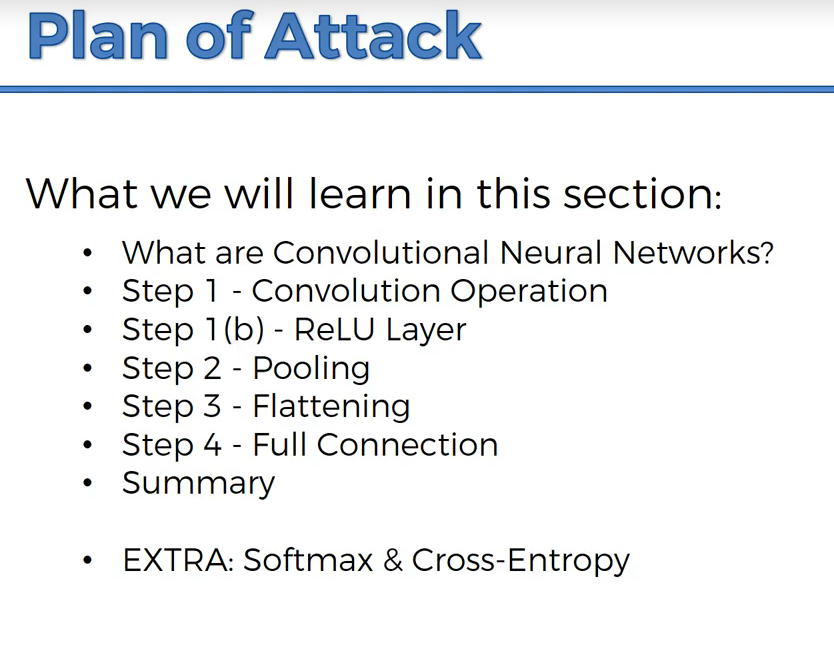 Plan of Attack
What we will learn in this section:
• What are Convolutional Neural Networks?
• Step 1 - Convolution Operation
• Step 1(b) - ReLU Layer
• Step 2 - Pooling
• Step 3 - Flattening
• Step 4 - Full Connection
• Summary
• EXTRA: Softmax & Cross-Entropy